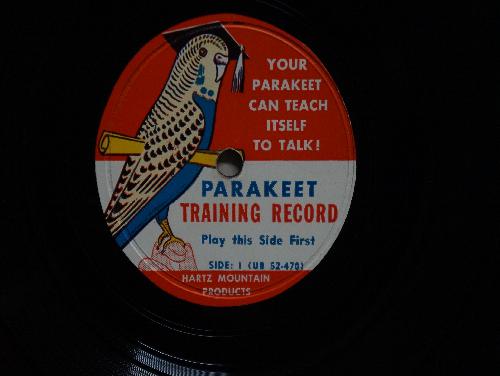 YOUR
PARAKEET
CAN TEACH
ITSELF
TO TALK!
PARAKEET
TRAINING RECORD
Play this Side First
SIDE: 1 (UB 52-470)
HARTZ MOUNTAIN
PRODUCTS